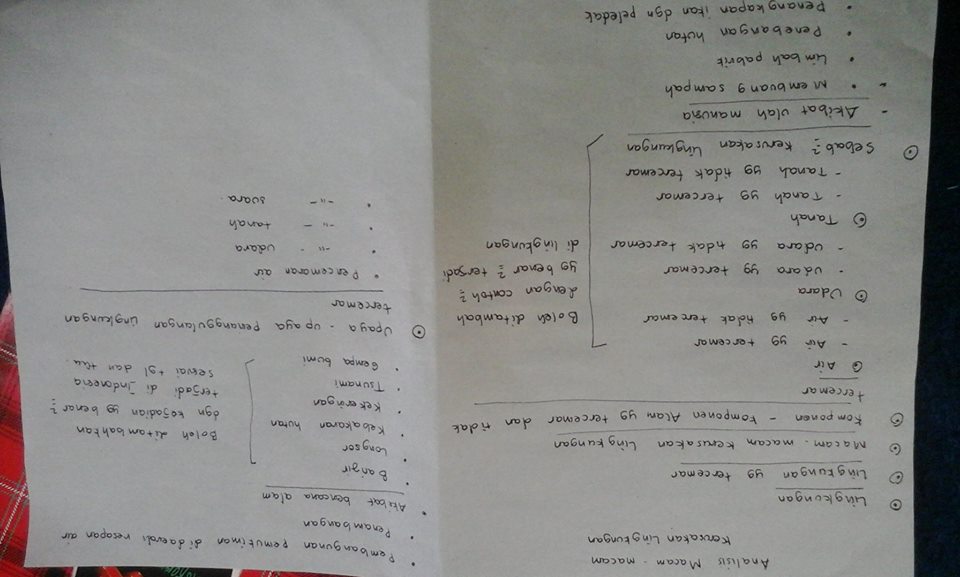 Analisis Macam - macam
Kerusakan Lingkungan
Lingkungan
Lingkungan yg tercemar
Macam - macam kerusakan Lingkungan
Komponen - komponen Alam yg tercemar dan tidak
tercemar
Air
- Air yg tercemar
- Air yg tidak tercemar
Udara
- udara yg tercemar
- udara yg tidak tercemar
Tanah
- Tanah yg tercemar
- Tanah yg tidak tercemar
Boleh ditambah
dengan contoh2
yg benar2 terjadi
di lingkungan
Sebab2 kerusakan Lingkungan
- Akibat ulah manusia
• Membuang sampah
• Limbah pabrik
• Penebangan hutan
• Penangkapan ikan dgn peledak
• Pembangunan pemukiman didaerah resapan air
• Penambangan
• Akibat bencana alam
• Banjir
• Longsor
• Kebakaran hutan
• Kekeringan
• Tsunami
• Gempa bumi
Boleh ditambahkan
dgn kejadian yg benar2
terjadi di Indonesia
sesuai tgl dan thn.
Upaya - upaya Penanggulangan Lingkungan
tercemar
• Pencemaran air
• -"- udara
• -"- tanah
• -"- suara